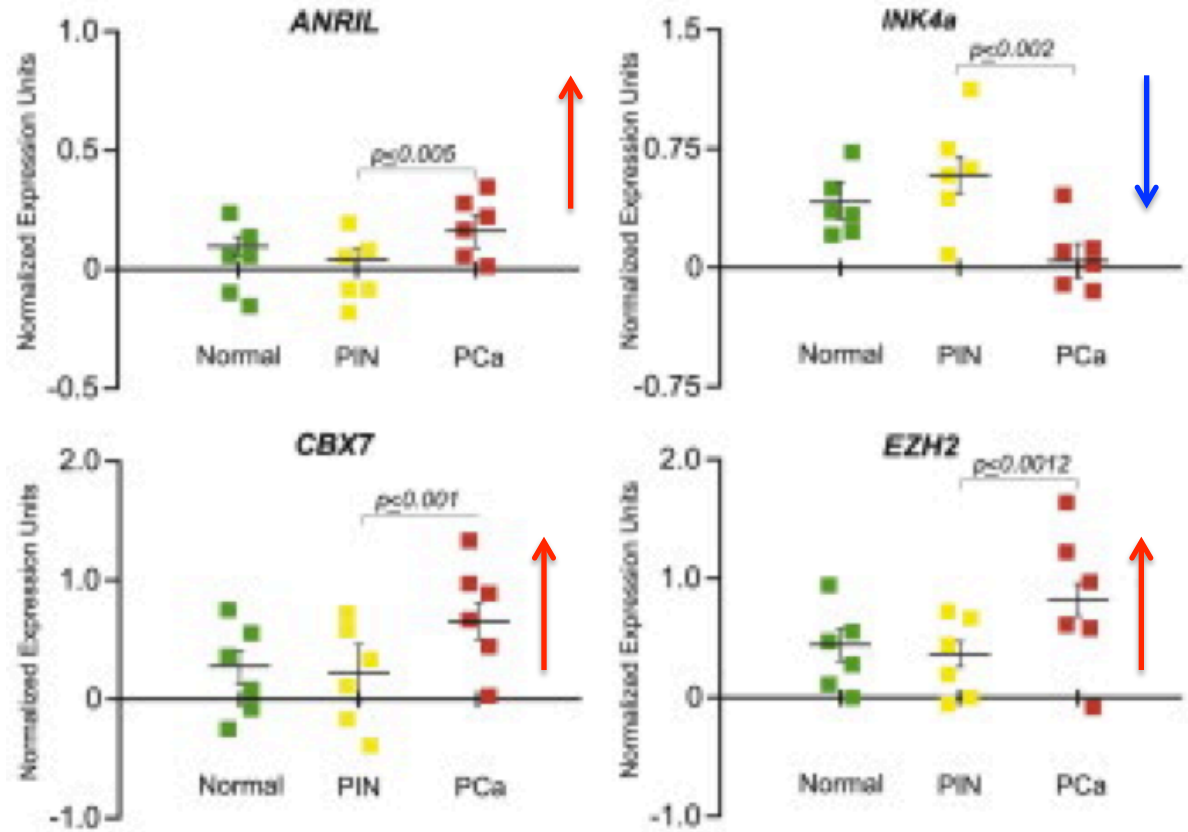 ANRIL
Normalized Expression Units
1.0
0.5
0
-0.5
p≤0.005
Normal PIN PCa
INK4a
Normalized Expression Units
1.5
0.75
0
-0.75
p≤0.002
Normal PIN PCa
CBX7
Normalized Expression Units
2.0
1.0
0
-1.0
p≤0.001
Normal PIN PCa
EZH2
Normalized Expression Units
2.0
1.0
0
-1.0
p≤0.0012
Normal PIN PCa